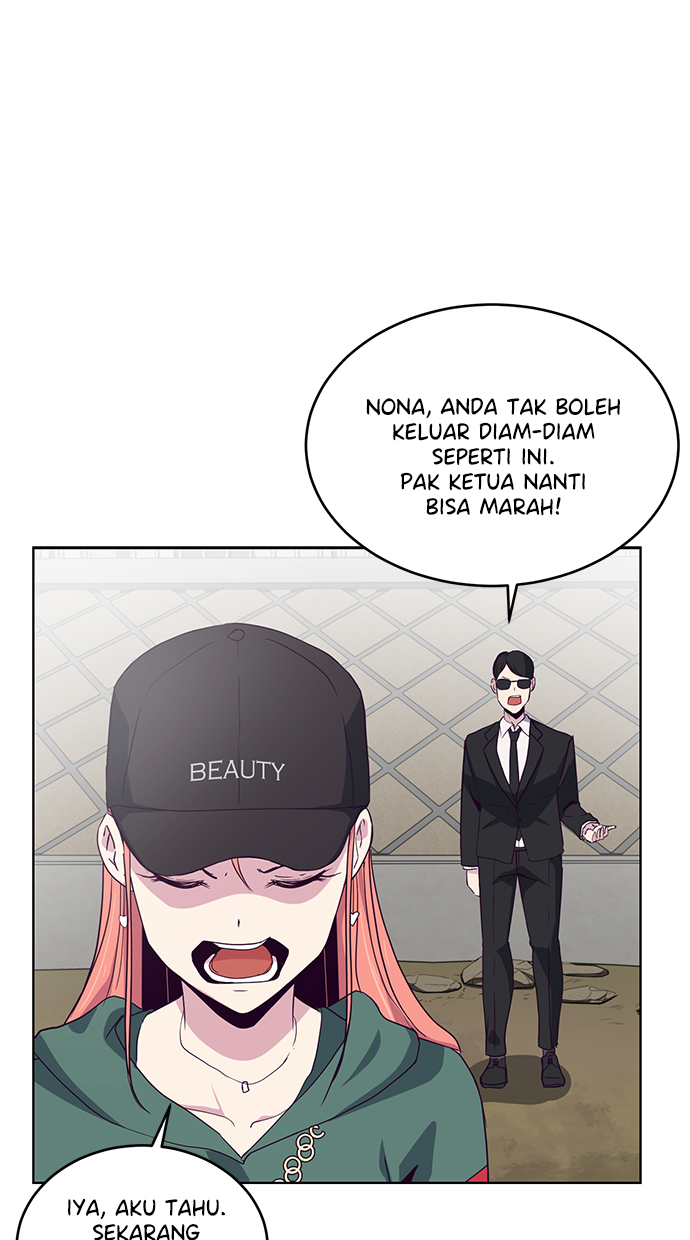 NONA, ANDA TAK BOLEH
KELUAR DIAM-DIAM
SEPERTI INI.
PAK KETUA NANTI
BISA MARAH!
BEAUTY
IYA, AKU TAHU.
SEKARANG